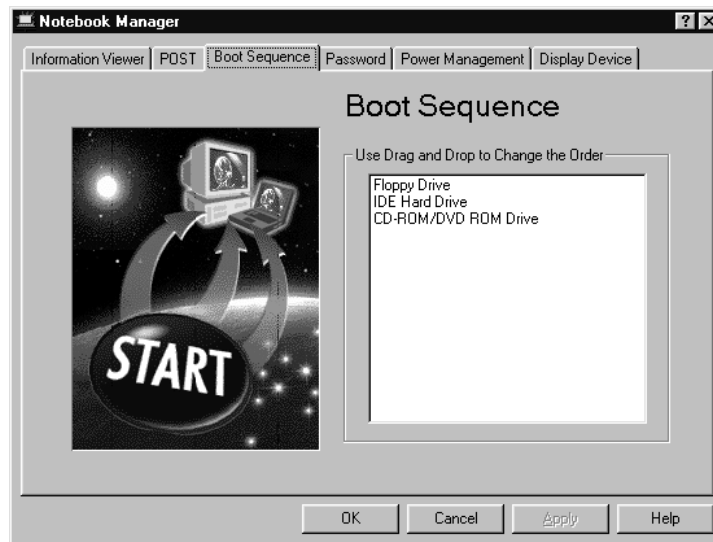 Notebook Manager
Information Viewer POST Boot Sequence Password Power Management Display Device
Boot Sequence
Use Drag and Drop to Change the Order
Floppy Drive
IDE Hard Drive
CD-ROM/DVD ROM Drive
START
OK Cancel Apply Help